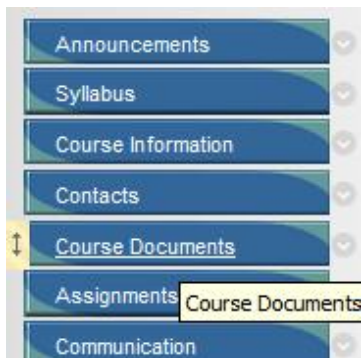 Announcements
Syllabus
Course Information
Contacts
Course Documents
Assignments
Course Documents
Communication